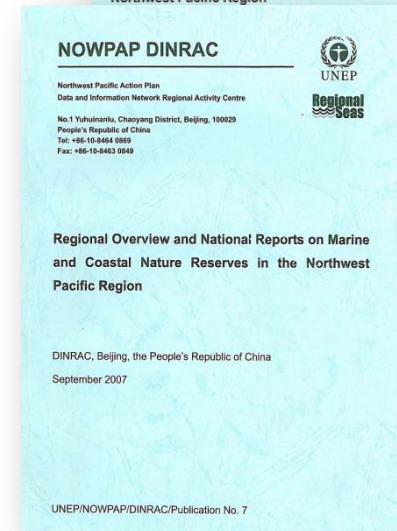 Northwest Pacific Region
NOWPAP DINRAC
UNEP
Northwest Pacific Action Plan
Data and Information Network Regional Activity Centre
Regional
Seas
No.1 Yuhuinanlu, Chaoyang District, Beijing, 100029
People's Republic of China
Tel: +86-10-8464 0869
Fax: +86-10-8463 0849
Regional Overview and National Reports on Marine
and Coastal Nature Reserves in the Northwest
Pacific Region
DINRAC, Beijing, the People's Republic of China
September 2007
UNEP/NOWPAP/DINRAC/Publication No. 7